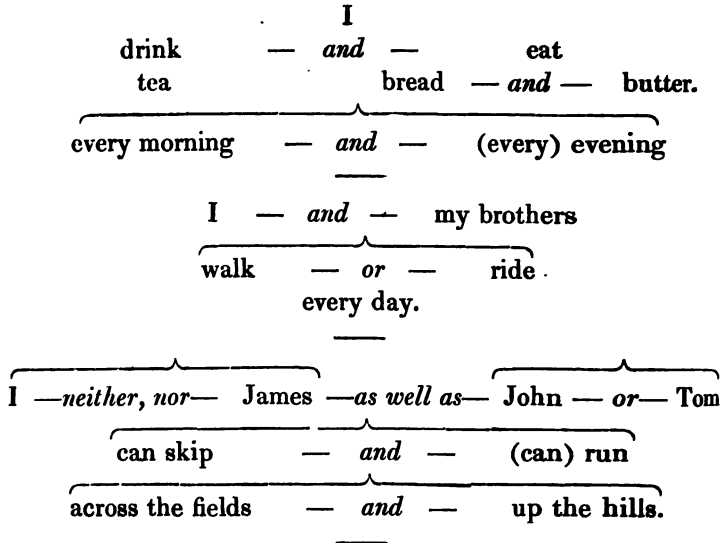 I
drink — and — eat
tea bread — and — butter.
every morning — and — (every) evening
I — and — my brothers
walk — or — ride
every day.
I —neither, nor— James —as well as— John — or— Tom
can skip — and — (can) run
across the fields — and — up the hills.